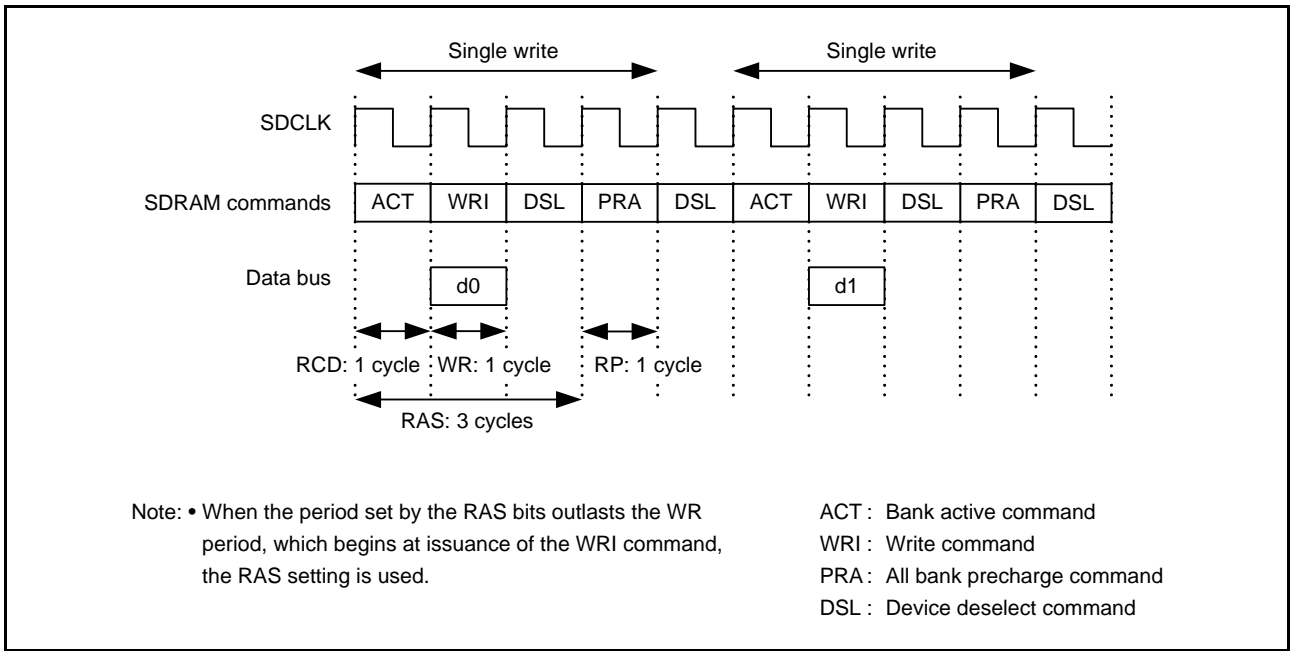 Single write Single write
SDCLK
SDRAM commands ACT WRI DSL PRA DSL ACT WRI DSL PRA DSL
Data bus d0 d1
RCD: 1 cycle WR: 1 cycle RP: 1 cycle
RAS: 3 cycles
Note: • When the period set by the RAS bits outlasts the WR
period, which begins at issuance of the WRI command,
the RAS setting is used.
ACT : Bank active command
WRI : Write command
PRA : All bank precharge command
DSL : Device deselect command